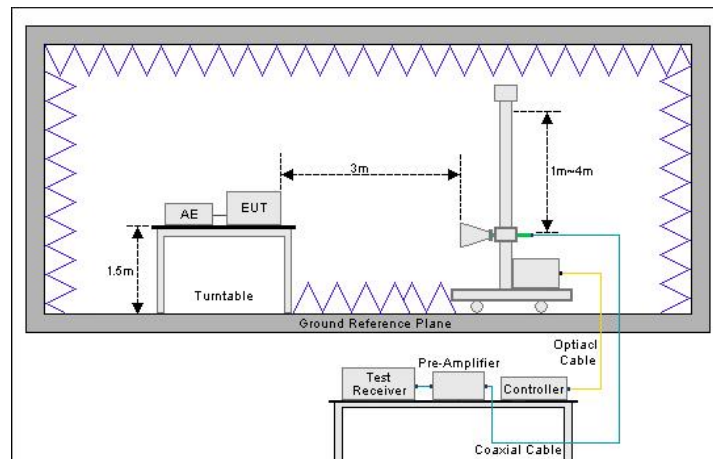 3m
1m~4m
AE
EUT
1.5m
Turntable
Ground Reference Plane
Optiacl
Cable
Pre-Amplifier
Test
Receiver
Controller
Coaxial Cable